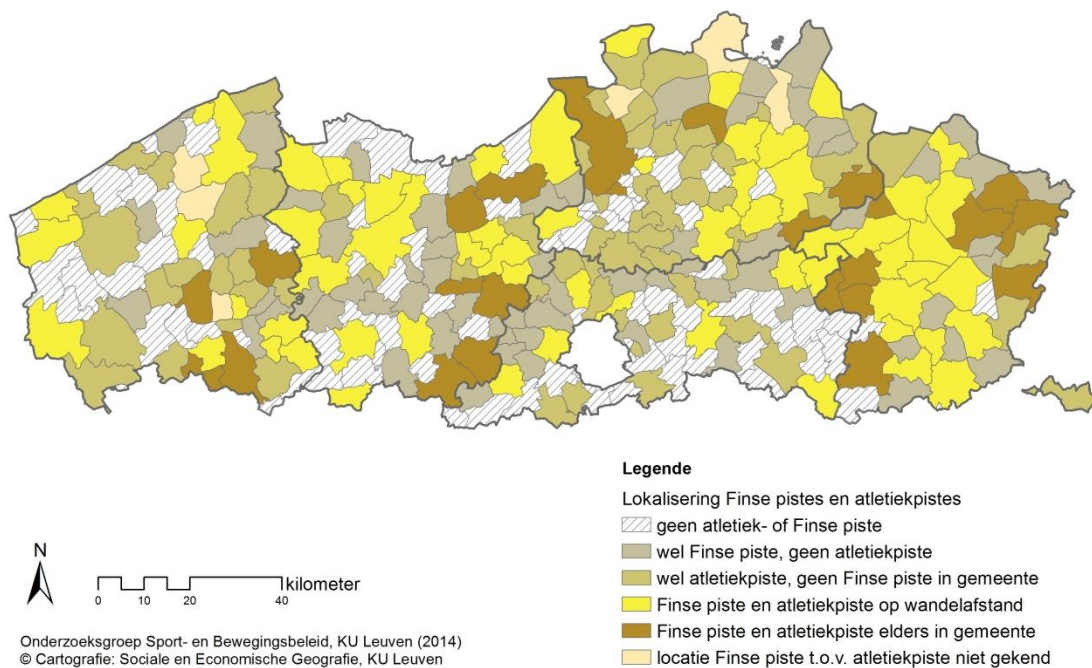 Legende
Lokalisering Finse pistes en atletiekpistes
geen atletiek- of Finse piste
wel Finse piste, geen atletiekpiste
wel atletiekpiste, geen Finse piste in gemeente
Finse piste en atletiekpiste op wandelafstand
Finse piste en atletiekpiste elders in gemeente
locatie Finse piste t.o.v. atletiekpiste niet gekend
N
kilometer
0 10 20 40
Onderzoeksgroep Sport- en Bewegingsbeleid, KU Leuven (2014)
© Cartografie: Sociale en Economische Geografie, KU Leuven